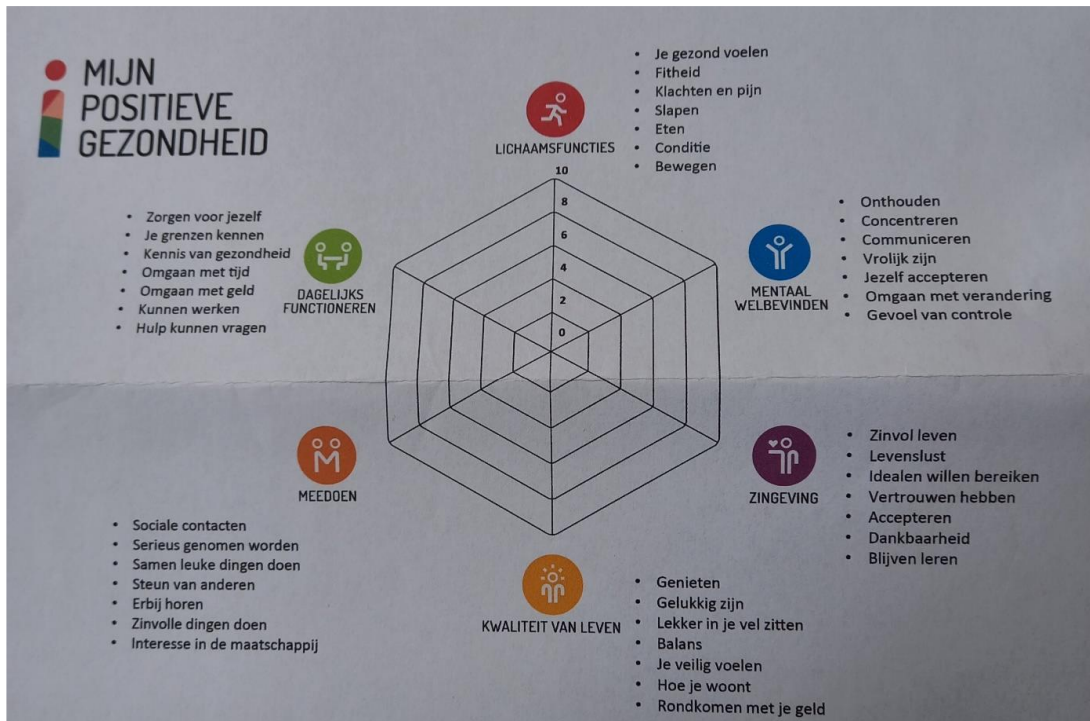 MIJN
POSITIEVE
GEZONDHEID
LICHAAMSFUNCTIES
• Je gezond voelen
• Fitheid
• Klachten en pijn
• Slapen
• Eten
• Conditie
• Bewegen
10
8
6
4
2
0
MENTAAL
WELBEVINDEN
• Onthouden
• Concentreren
• Communiceren
• Vrolijk zijn
• Jezelf accepteren
• Omgaan met verandering
• Gevoel van controle
• Zorgen voor jezelf
• Je grenzen kennen
• Kennis van gezondheid
• Omgaan met tijd
• Omgaan met geld
• Kunnen werken
• Hulp kunnen vragen
DAGELIJKS
FUNCTIONEREN
ZINGEVING
• Zinvol leven
• Levenslust
• Idealen willen bereiken
• Vertrouwen hebben
• Accepteren
• Dankbaarheid
• Blijven leren
MEEDOEN
• Sociale contacten
• Serieus genomen worden
• Samen leuke dingen doen
• Steun van anderen
• Erbij horen
• Zinvolle dingen doen
• Interesse in de maatschappij
KWALITEIT VAN LEVEN
• Genieten
• Gelukkig zijn
• Lekker in je vel zitten
• Balans
• Je veilig voelen
• Hoe je woont
• Rondkomen met je geld